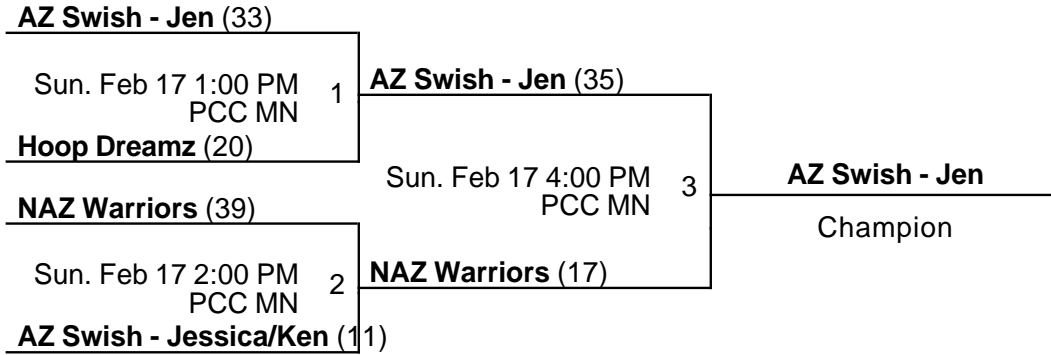 AZ Swish - Jen (33)
Sun. Feb 17 1:00 PM
PCC MN
1
Hoop Dreamz (20)
AZ Swish - Jen (35)
Sun. Feb 17 4:00 PM
PCC MN
3
AZ Swish - Jen
Champion
NAZ Warriors (39)
Sun. Feb 17 2:00 PM
PCC MN
2
NAZ Warriors (17)
AZ Swish - Jessica/Ken (11)